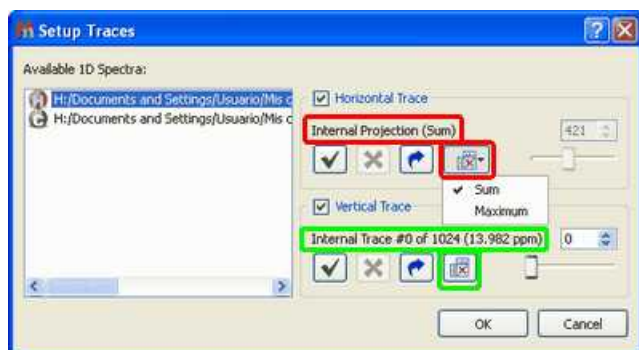 Setup Traces
Available 1D Spectra:
H:/Documents and Settings/Usuario/Mis c
H:/Documents and Settings/Usuario/Mis c
Horizontal Trace
Internal Projection (Sum)
421
Sum
Maximum
Vertical Trace
Internal Trace #0 of 1024 (13.982 ppm)
0
OK
Cancel